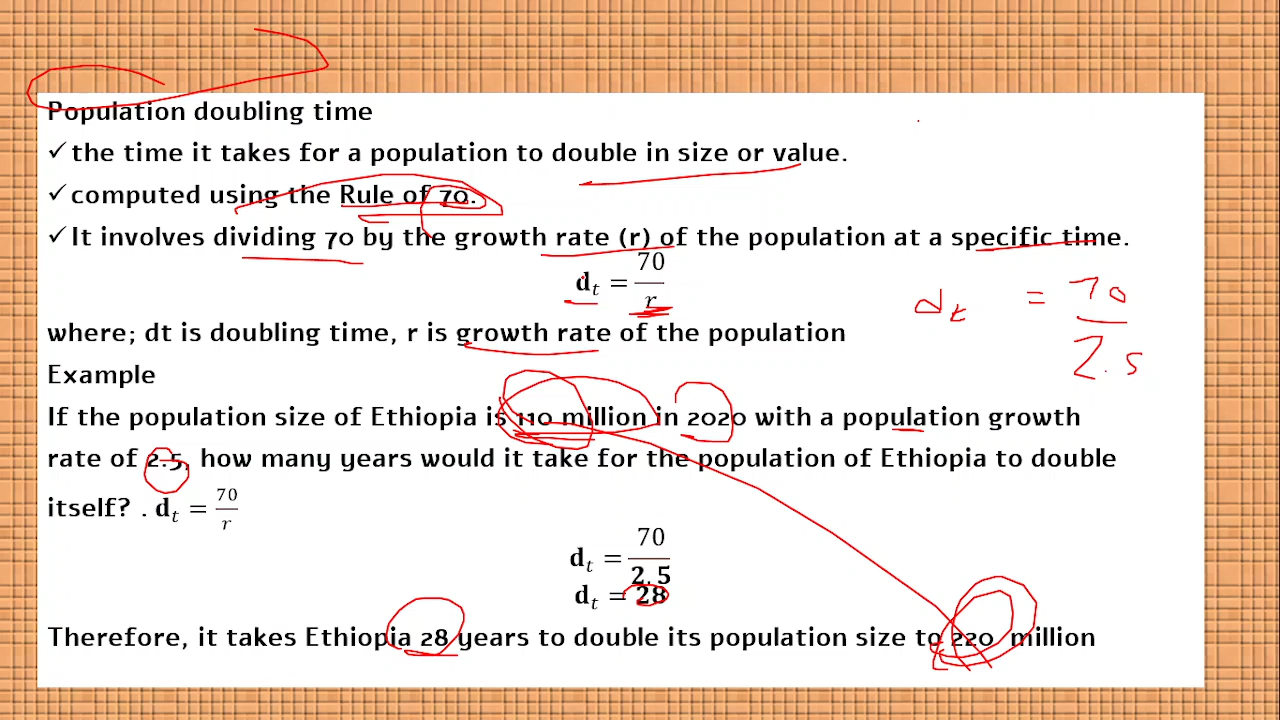 Population doubling time
✓ the time it takes for a population to double in size or value.
✓ computed using the Rule of 70.
✓ It involves dividing 70 by the growth rate (r) of the population at a specific time.
dₜ = 70/r
dₜ = 70/2.5
where; dt is doubling time, r is growth rate of the population
Example
If the population size of Ethiopia is 110 million in 2020 with a population growth
rate of 2.5, how many years would it take for the population of Ethiopia to double
itself? . dₜ = 70/r
dₜ = 70/2.5
dₜ = 28
Therefore, it takes Ethiopia 28 years to double its population size to 220 million